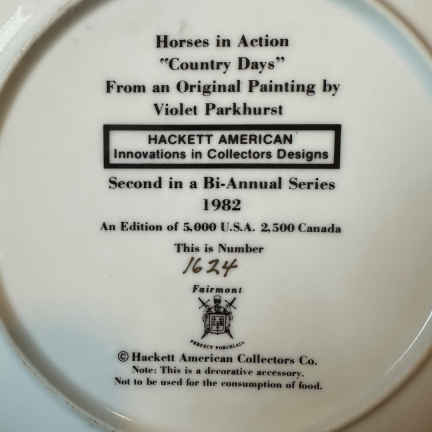 Horses in Action
"Country Days"
From an Original Painting by
Violet Parkhurst
HACKETT AMERICAN
Innovations in Collectors Designs
Second in a Bi-Annual Series
1982
An Edition of 5,000 U.S.A. 2,500 Canada
This is Number
1624
Fairmont
PERFECT PORCELAIN
© Hackett American Collectors Co.
Note: This is a decorative accessory.
Not to be used for the consumption of food.